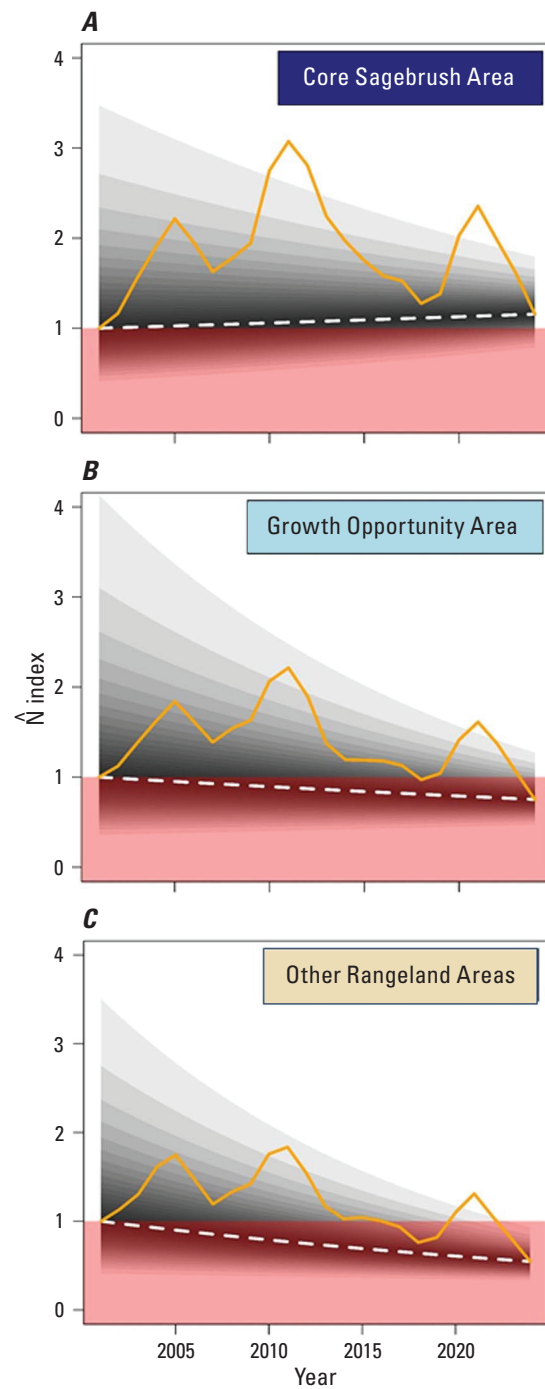 A
4
Core Sagebrush Area
3
2
1
0
B
4
Growth Opportunity Area
3
N̂ index
2
1
0
C
4
Other Rangeland Areas
3
2
1
0
2005 2010 2015 2020
Year